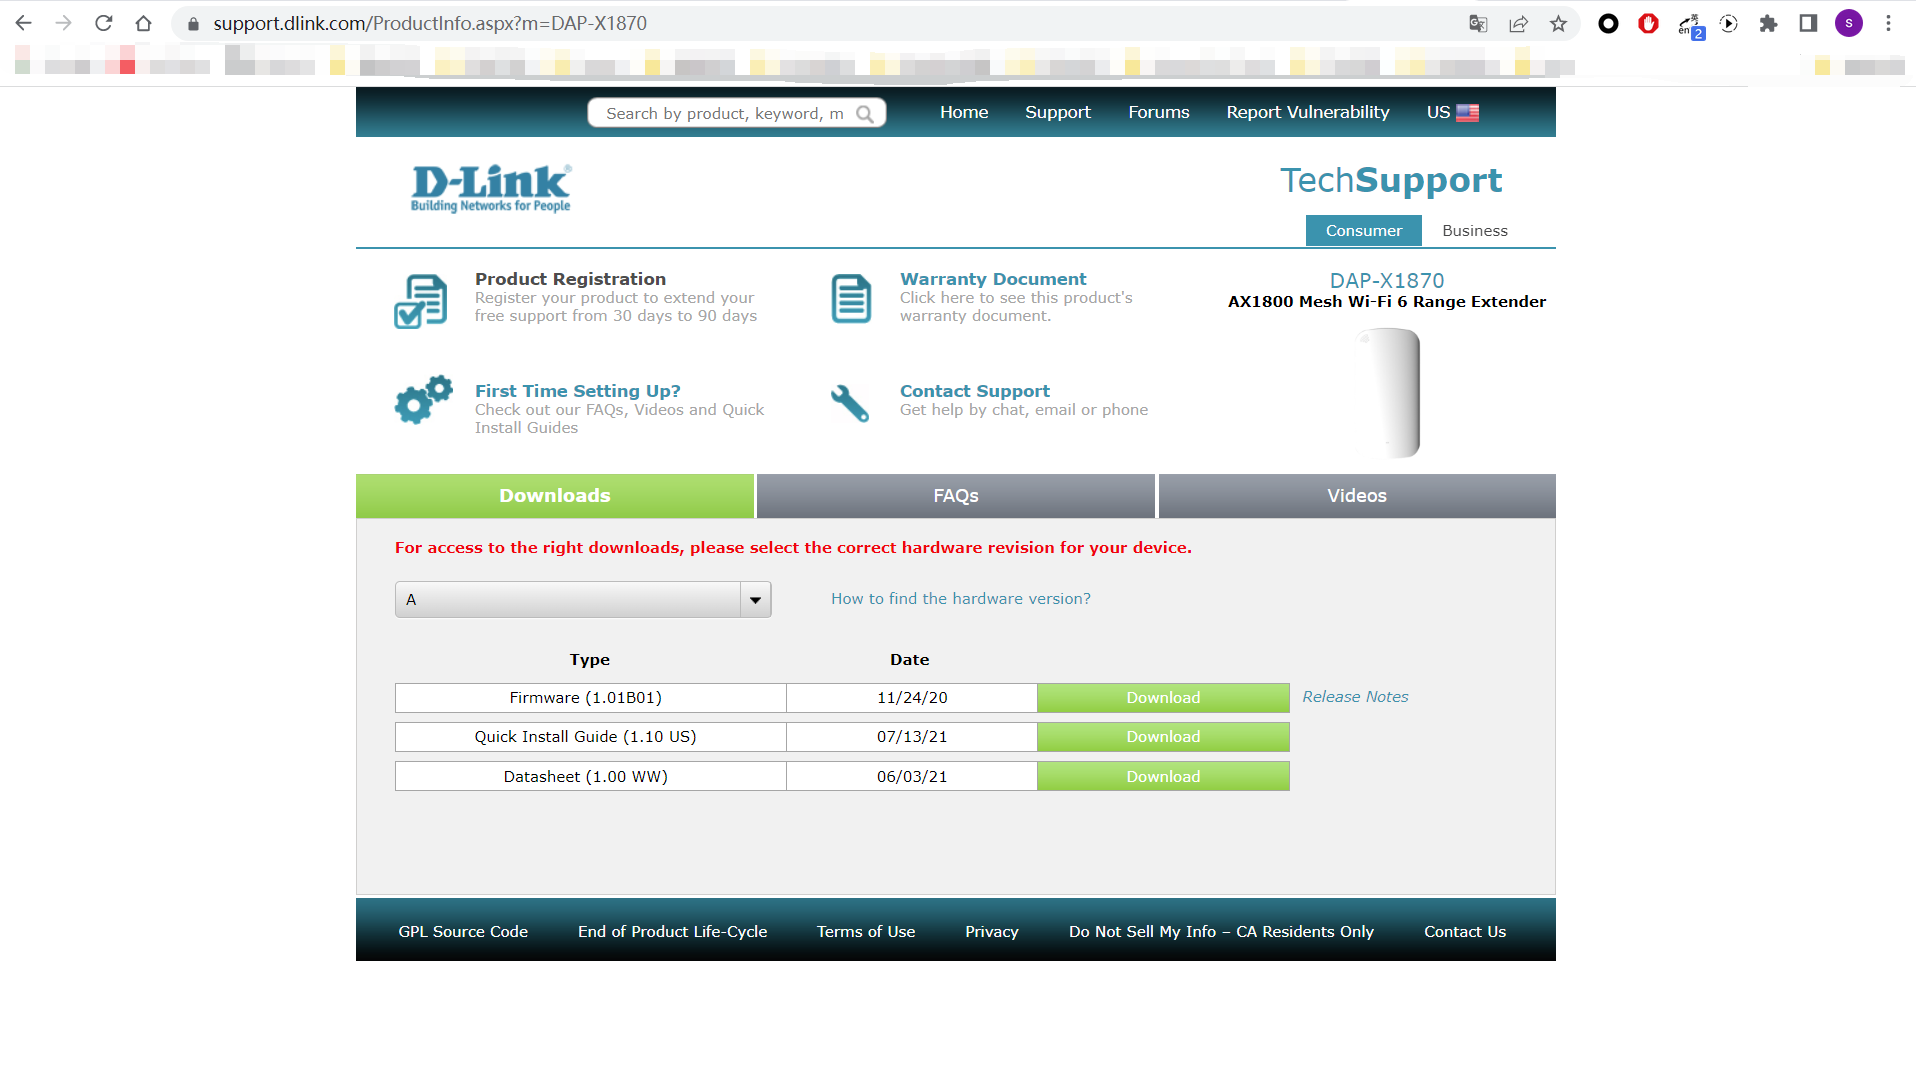 support.dlink.com/ProductInfo.aspx?m=DAP-X1870
英
en
2
S
Search by product, keyword, m
Home
Support
Forums
Report Vulnerability
US
D-Link®
Building Networks for People
TechSupport
Consumer
Business
Product Registration
Register your product to extend your
free support from 30 days to 90 days
Warranty Document
Click here to see this product's
warranty document.
DAP-X1870
AX1800 Mesh Wi-Fi 6 Range Extender
First Time Setting Up?
Check out our FAQs, Videos and Quick
Install Guides
Contact Support
Get help by chat, email or phone
Downloads
FAQs
Videos
For access to the right downloads, please select the correct hardware revision for your device.
A
How to find the hardware version?
Type
Date
Firmware (1.01B01)
11/24/20
Download
Release Notes
Quick Install Guide (1.10 US)
07/13/21
Download
Datasheet (1.00 WW)
06/03/21
Download
GPL Source Code
End of Product Life-Cycle
Terms of Use
Privacy
Do Not Sell My Info – CA Residents Only
Contact Us